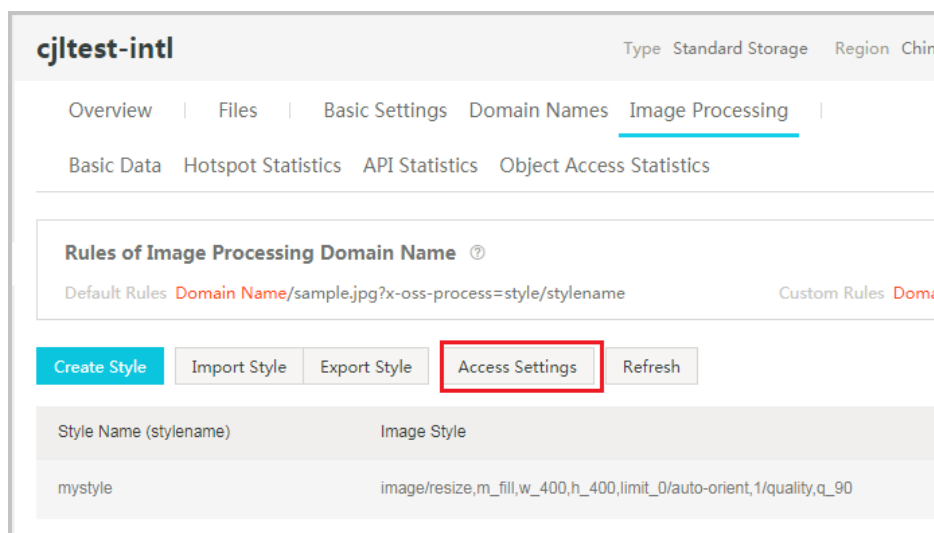 cjltest-intl Type Standard Storage Region
Overview Files Basic Settings Domain Names Image Processing
Basic Data Hotspot Statistics API Statistics Object Access Statistics
Rules of Image Processing Domain Name ?
Default Rules Domain Name/sample.jpg?x-oss-process=style/stylename Custom Rules
Create Style Import Style Export Style Access Settings Refresh
Style Name (stylename) Image Style
mystyle image/resize,m_fill,w_400,h_400,limit_0/auto-orient,1/quality,q_90